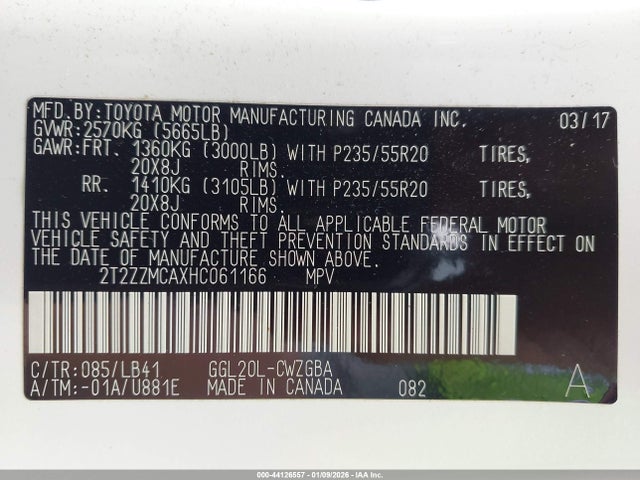 MFD.BY:TOYOTA MOTOR MANUFACTURING CANADA INC. 03/17
GVWR:2570KG (5665LB)
GAWR:FRT. 1360KG (3000LB) WITH P235/55R20 TIRES,
20X8J RIMS.
RR. 1410KG (3105LB) WITH P235/55R20 TIRES,
20X8J RIMS.
THIS VEHICLE CONFORMS TO ALL APPLICABLE FEDERAL MOTOR
VEHICLE SAFETY AND THEFT PREVENTION STANDARDS IN EFFECT ON
THE DATE OF MANUFACTURE SHOWN ABOVE.
2T2ZZMCAXHC061166 MPV
C/TR:085/LB41 GGL20L-CWZGBA
A/TM:-01A/U881E MADE IN CANADA 082 A
000-44126557 - 01/09/2026 - IAA Inc.